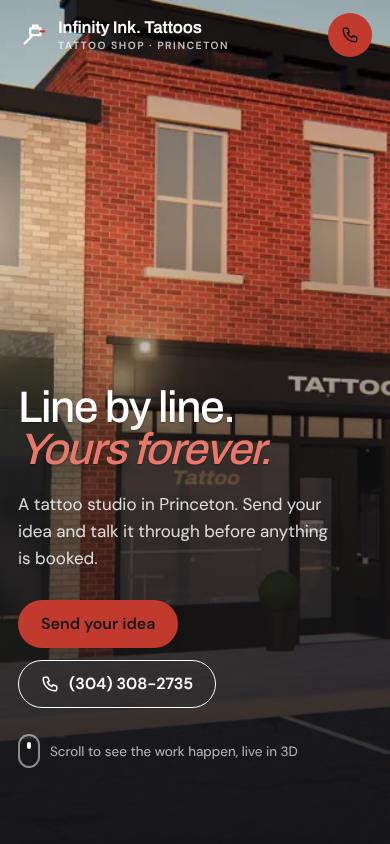 Infinity Ink. Tattoos
TATTOO SHOP · PRINCETON
TATTOO
Line by line.
Yours forever.
Tattoo
A tattoo studio in Princeton. Send your
idea and talk it through before anything
is booked.
Send your idea
(304) 308-2735
Scroll to see the work happen, live in 3D